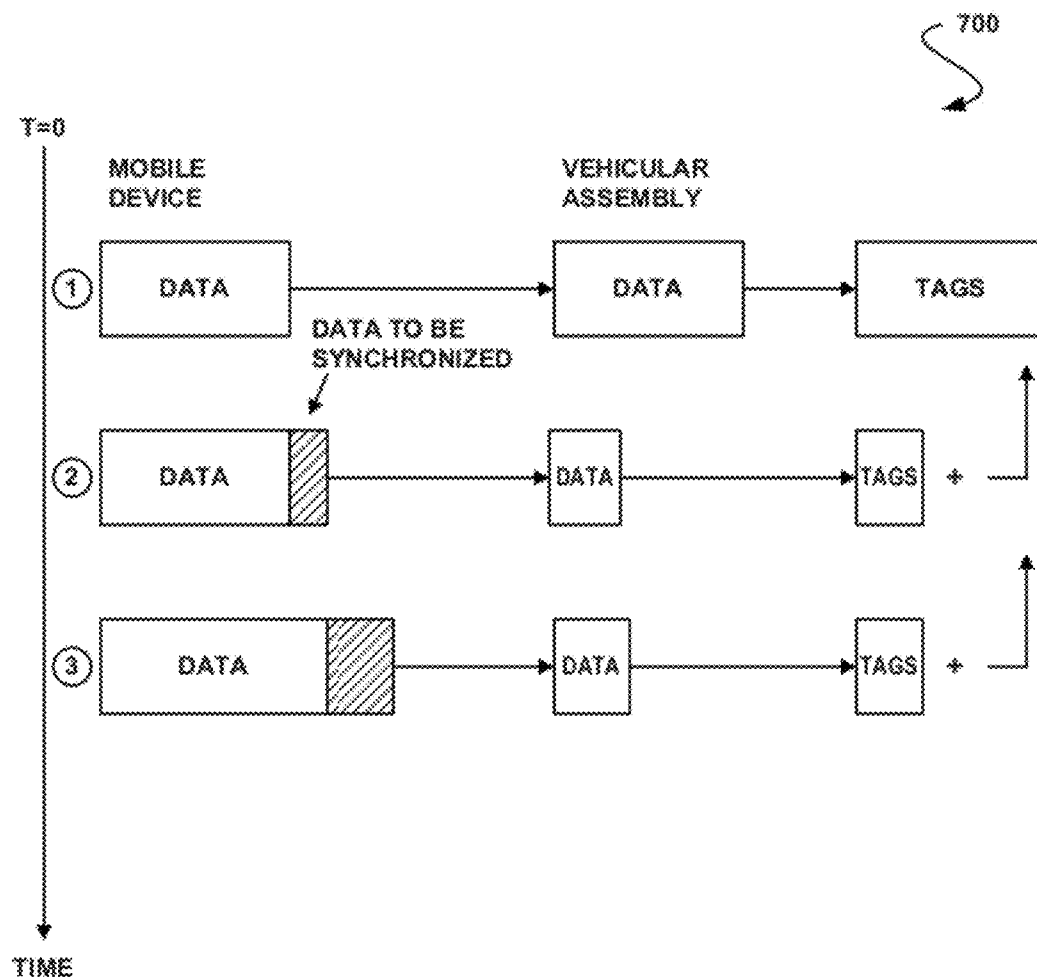 700
T=0
MOBILE
DEVICE
VEHICULAR
ASSEMBLY
1
DATA
DATA
TAGS
DATA TO BE
SYNCHRONIZED
2
DATA
DATA
TAGS +
3
DATA
DATA
TAGS +
TIME